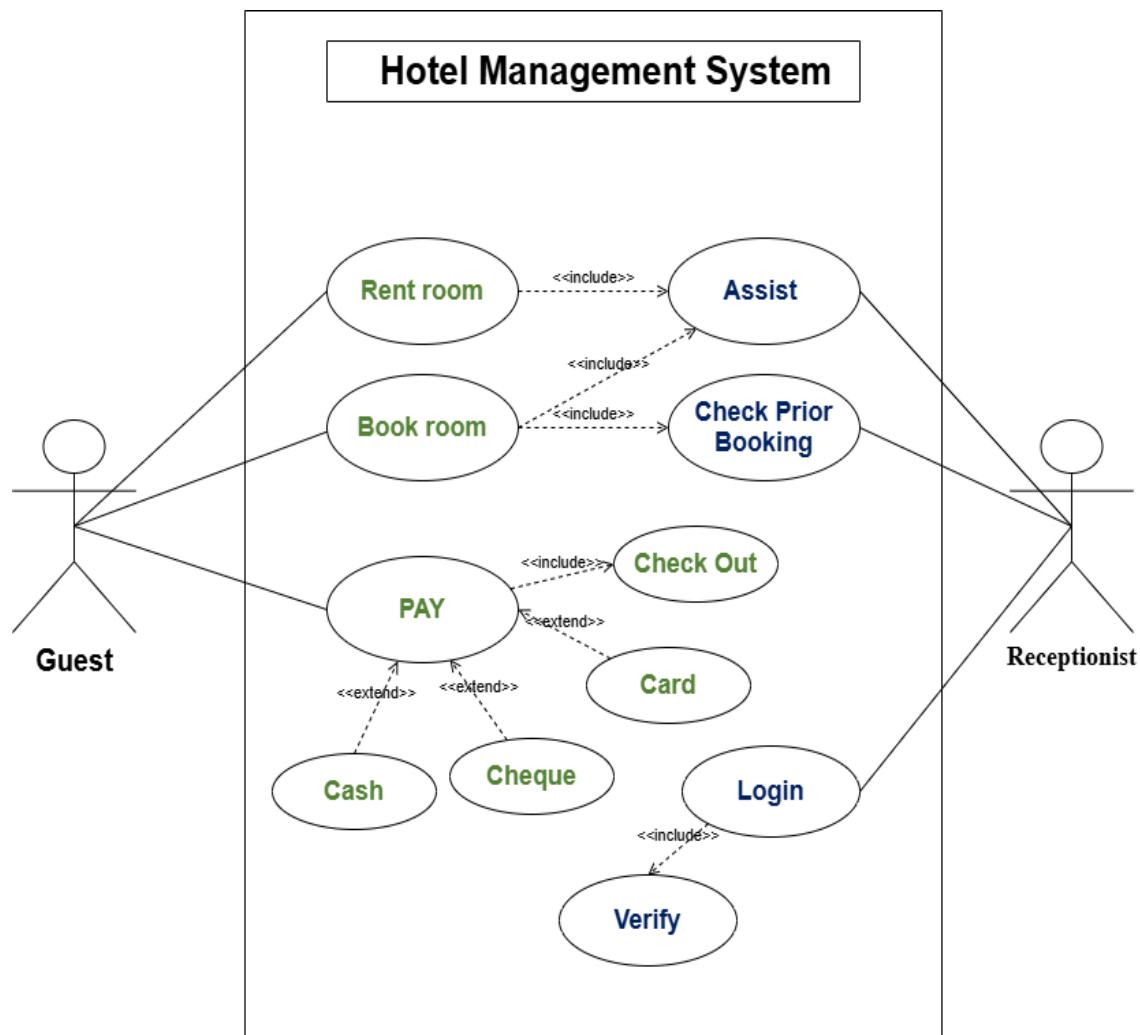 Hotel Management System
Rent room
<<include>>
Assist
<<include>>
Book room
<<include>>
Check Prior
Booking
<<include>>
Check Out
PAY
<<extend>>
Guest
Receptionist
Card
<<extend>>
<<extend>>
Cash
Cheque
Login
<<include>>
Verify